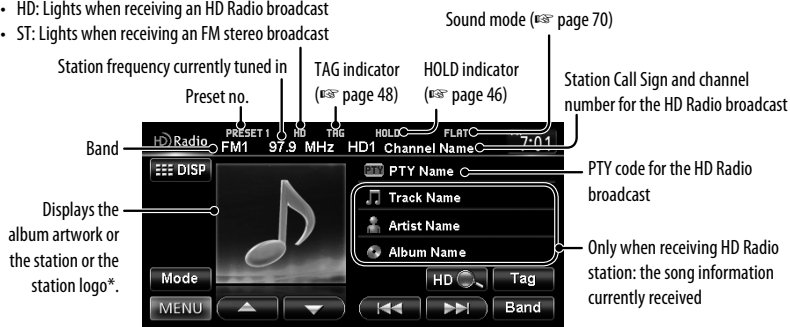 • HD: Lights when receiving an HD Radio broadcast
• ST: Lights when receiving an FM stereo broadcast
Sound mode (☞ page 70)
Station frequency currently tuned in
TAG indicator
(☞ page 48)
HOLD indicator
(☞ page 46)
Preset no.
Station Call Sign and channel
number for the HD Radio broadcast
Band
HD Radio PRESET 1 HD TAG HOLD FLAT
FM1 97.9 MHz HD1 Channel Name 7:01
DISP
PTY PTY Name
PTY code for the HD Radio
broadcast
Track Name
Artist Name
Album Name
Displays the
album artwork or
the station or the
station logo*.
Only when receiving HD Radio
station: the song information
currently received
Mode HD Tag
MENU Band